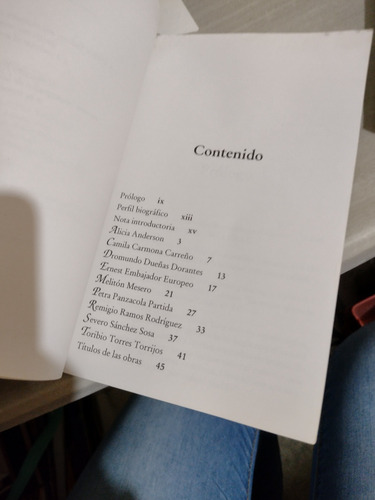 Contenido
Prólogo ix
Perfil biográfico xiii
Nota introductoria xv
Alicia Anderson 3
Camila Carmona Carreño 7
Dromundo Dueñas Dorantes 13
Ernest Embajador Europeo 17
Melitón Mesero 21
Petra Panzacola Partida 27
Remigio Ramos Rodríguez 33
Severo Sánchez Sosa 37
Toribio Torres Torrijos 41
Títulos de las obras 45